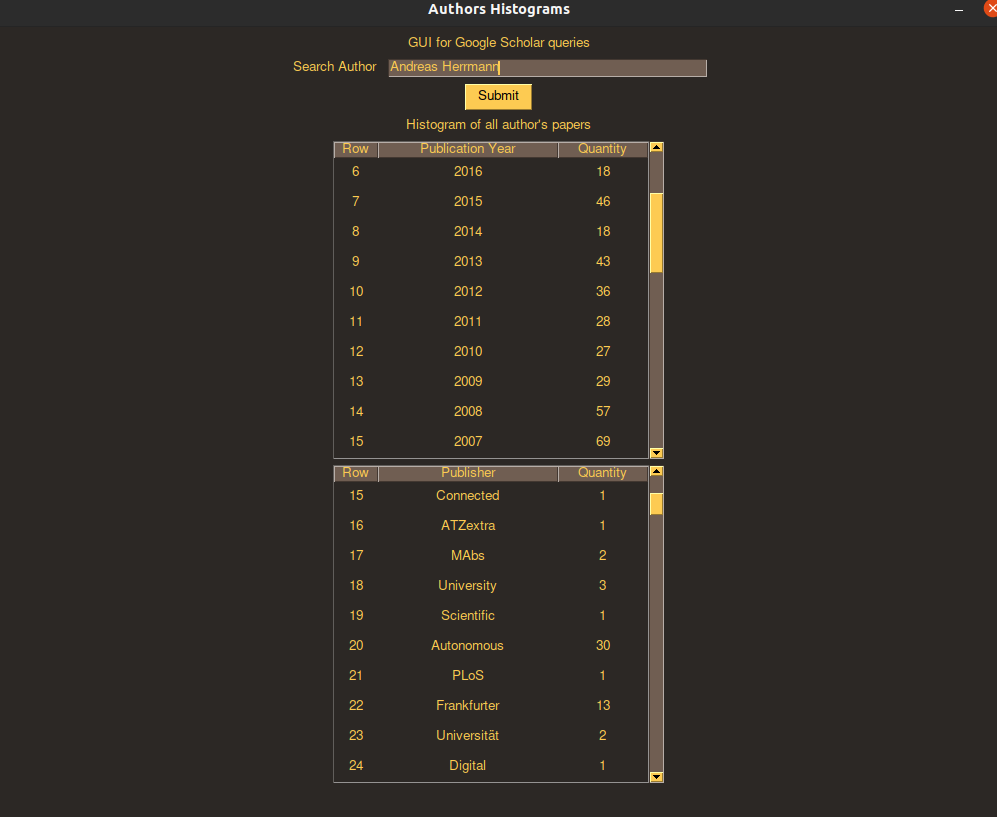 Authors Histograms
GUI for Google Scholar queries
Search Author Andreas Herrmann
Submit
Histogram of all author's papers
Row Publication Year Quantity
6 2016 18
7 2015 46
8 2014 18
9 2013 43
10 2012 36
11 2011 28
12 2010 27
13 2009 29
14 2008 57
15 2007 69
Row Publisher Quantity
15 Connected 1
16 ATZextra 1
17 MAbs 2
18 University 3
19 Scientific 1
20 Autonomous 30
21 PLoS 1
22 Frankfurter 13
23 Universität 2
24 Digital 1